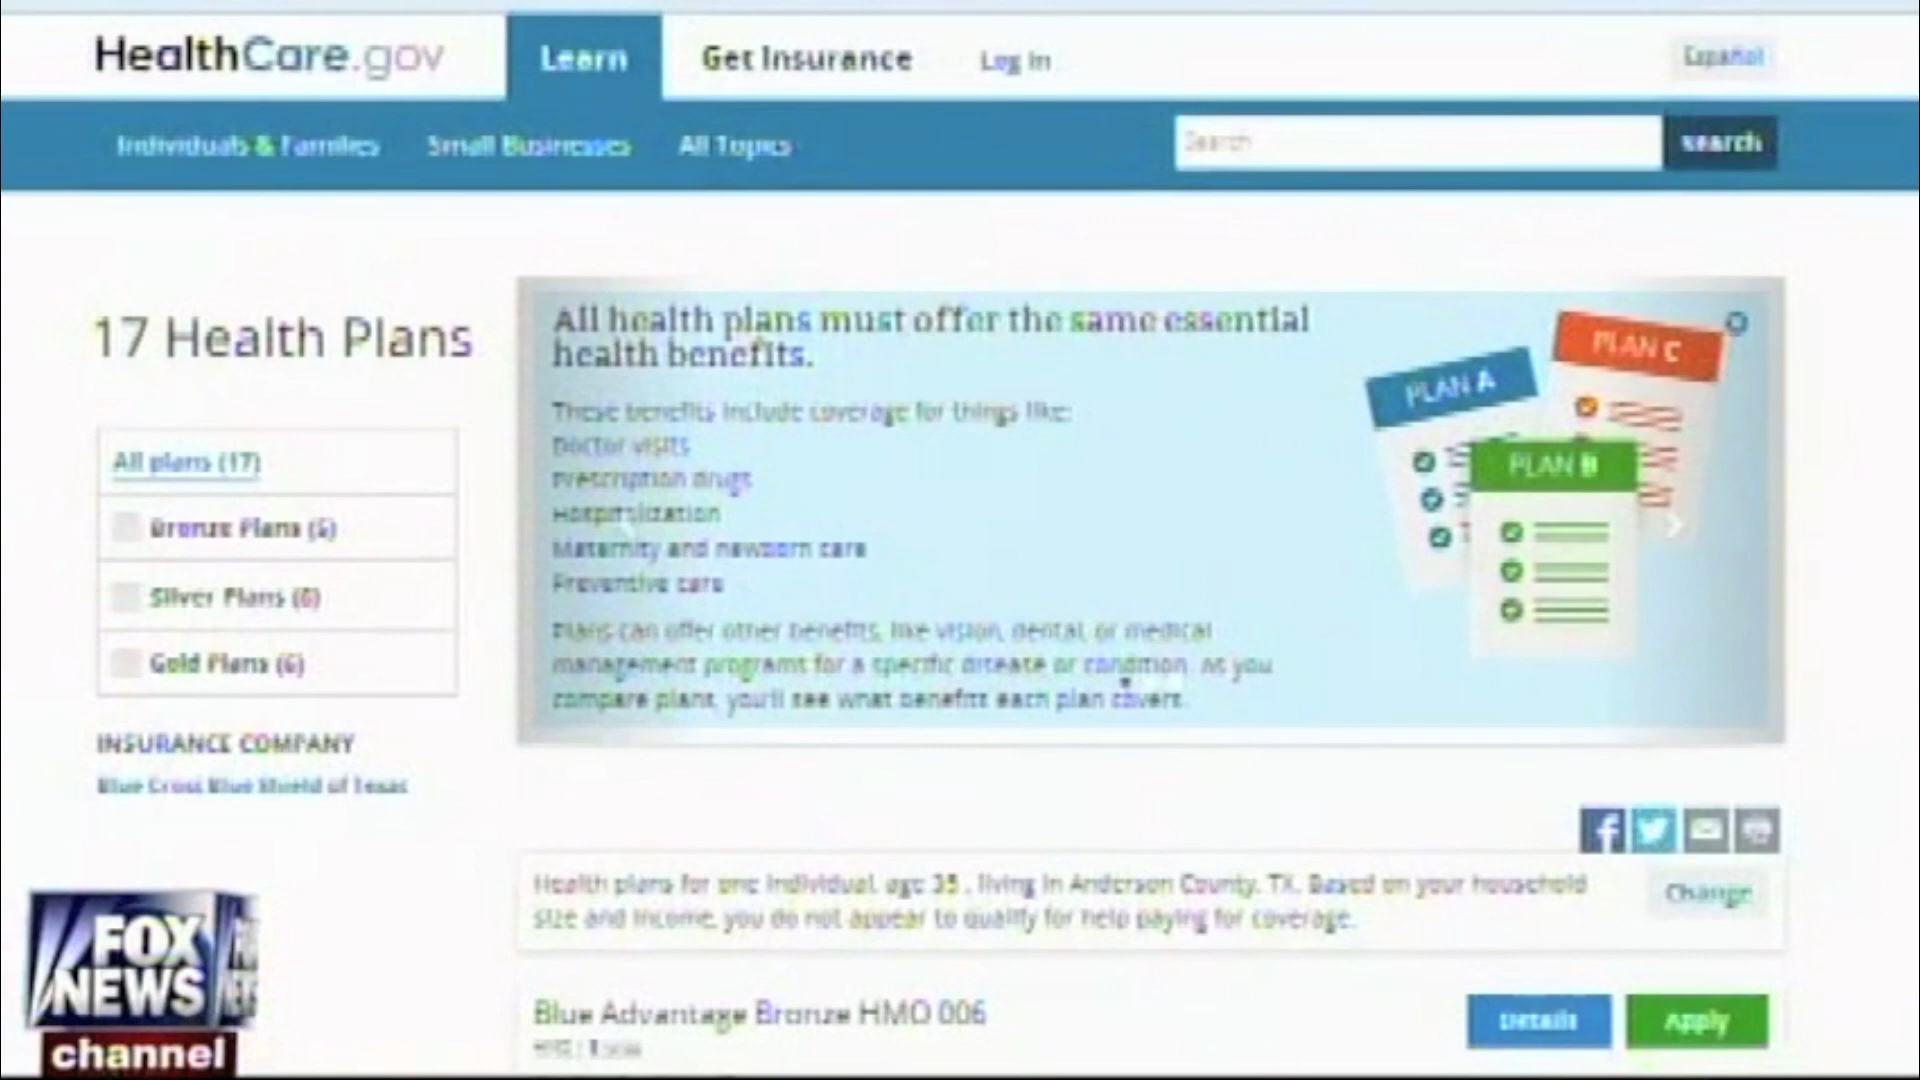 HealthCare.gov
Learn
Get Insurance
Log In
Español
Individuals & Families
Small Businesses
All Topics
Search
search
17 Health Plans
All plans (17)
Bronze Plans (5)
Silver Plans (6)
Gold Plans (6)
INSURANCE COMPANY
Blue Cross Blue Shield of Texas
All health plans must offer the same essential
health benefits.
These benefits include coverage for things like:
Doctor visits
Prescription drugs
Hospitalization
Maternity and newborn care
Preventive care
Plans can offer other benefits, like vision, dental, or medical
management programs for a specific disease or condition. As you
compare plans, you'll see what benefits each plan covers.
PLAN A
PLAN C
PLAN B
Health plans for one individual, age 35, living in Anderson County, TX. Based on your household
size and income, you do not appear to qualify for help paying for coverage.
Change
Blue Advantage Bronze HMO 006
Details
Apply
FOX
NEWS
channel